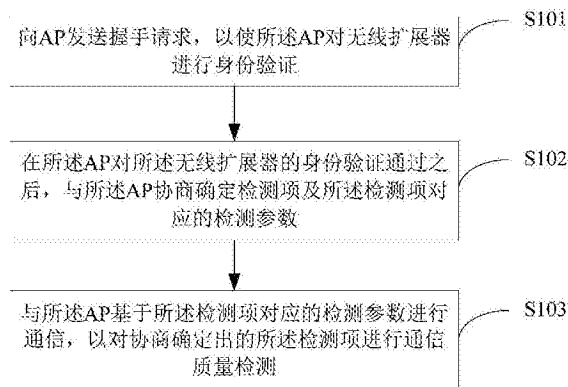 向AP发送握手请求，以使所述AP对无线扩展器
进行身份验证
S101
在所述AP对所述无线扩展器的身份验证通过之
后，与所述AP协商确定检测项及所述检测项对
应的检测参数
S102
与所述AP基于所述检测项对应的检测参数进行
通信，以对协商确定出的所述检测项进行通信
质量检测
S103